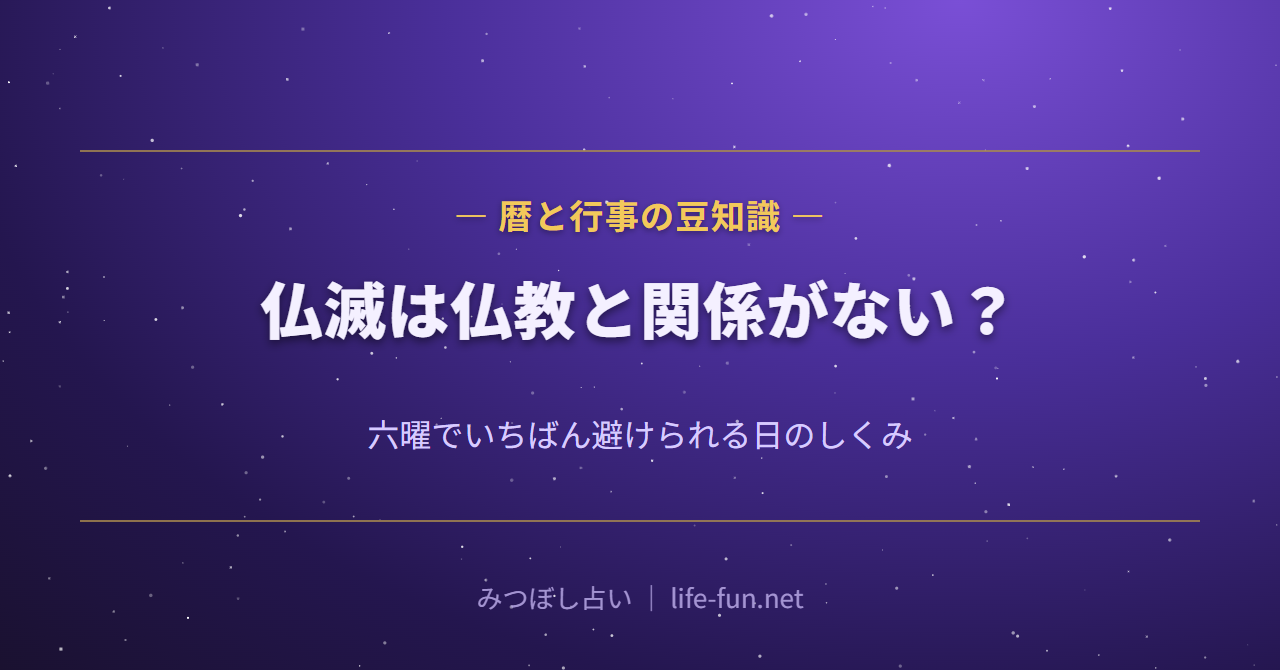 ― 暦と行事の豆知識 ―
仏滅は仏教と関係がない？
六曜でいちばん避けられる日のしくみ
みつぼし占い ｜ life-fun.net